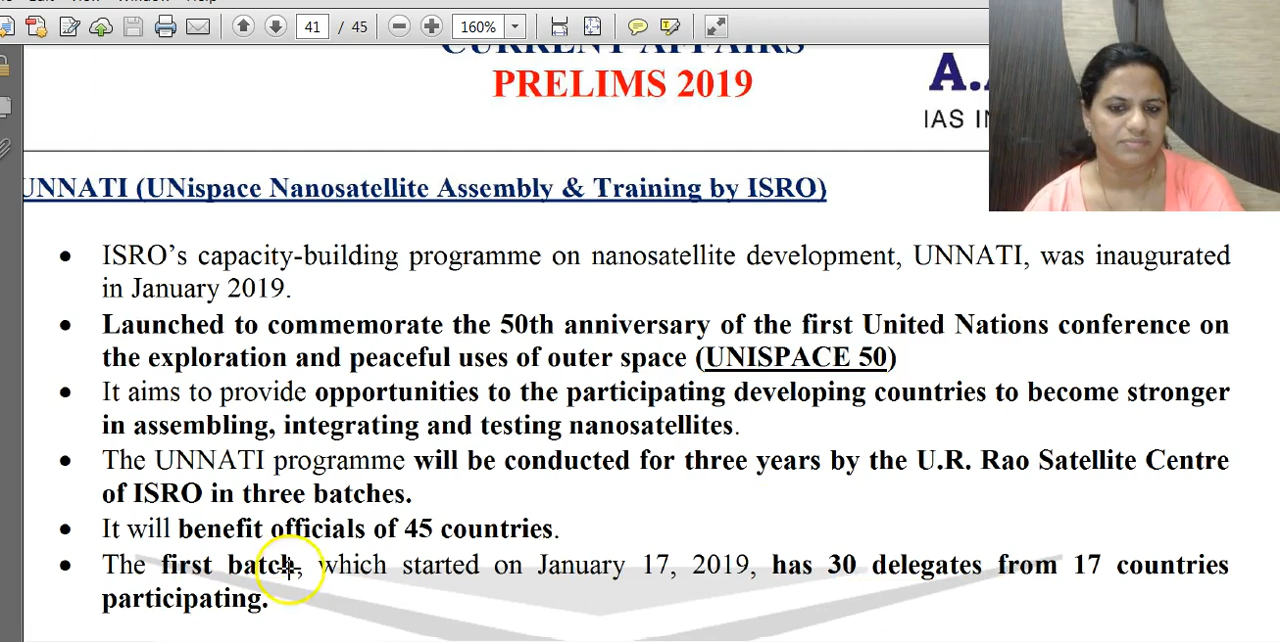 41 / 45 160%
CURRENT AFFAIRS
PRELIMS 2019
IAS
UNNATI (UNispace Nanosatellite Assembly & Training by ISRO)
• ISRO’s capacity-building programme on nanosatellite development, UNNATI, was inaugurated
in January 2019.
• Launched to commemorate the 50th anniversary of the first United Nations conference on
the exploration and peaceful uses of outer space (UNISPACE 50)
• It aims to provide opportunities to the participating developing countries to become stronger
in assembling, integrating and testing nanosatellites.
• The UNNATI programme will be conducted for three years by the U.R. Rao Satellite Centre
of ISRO in three batches.
• It will benefit officials of 45 countries.
• The first batch, which started on January 17, 2019, has 30 delegates from 17 countries
participating.